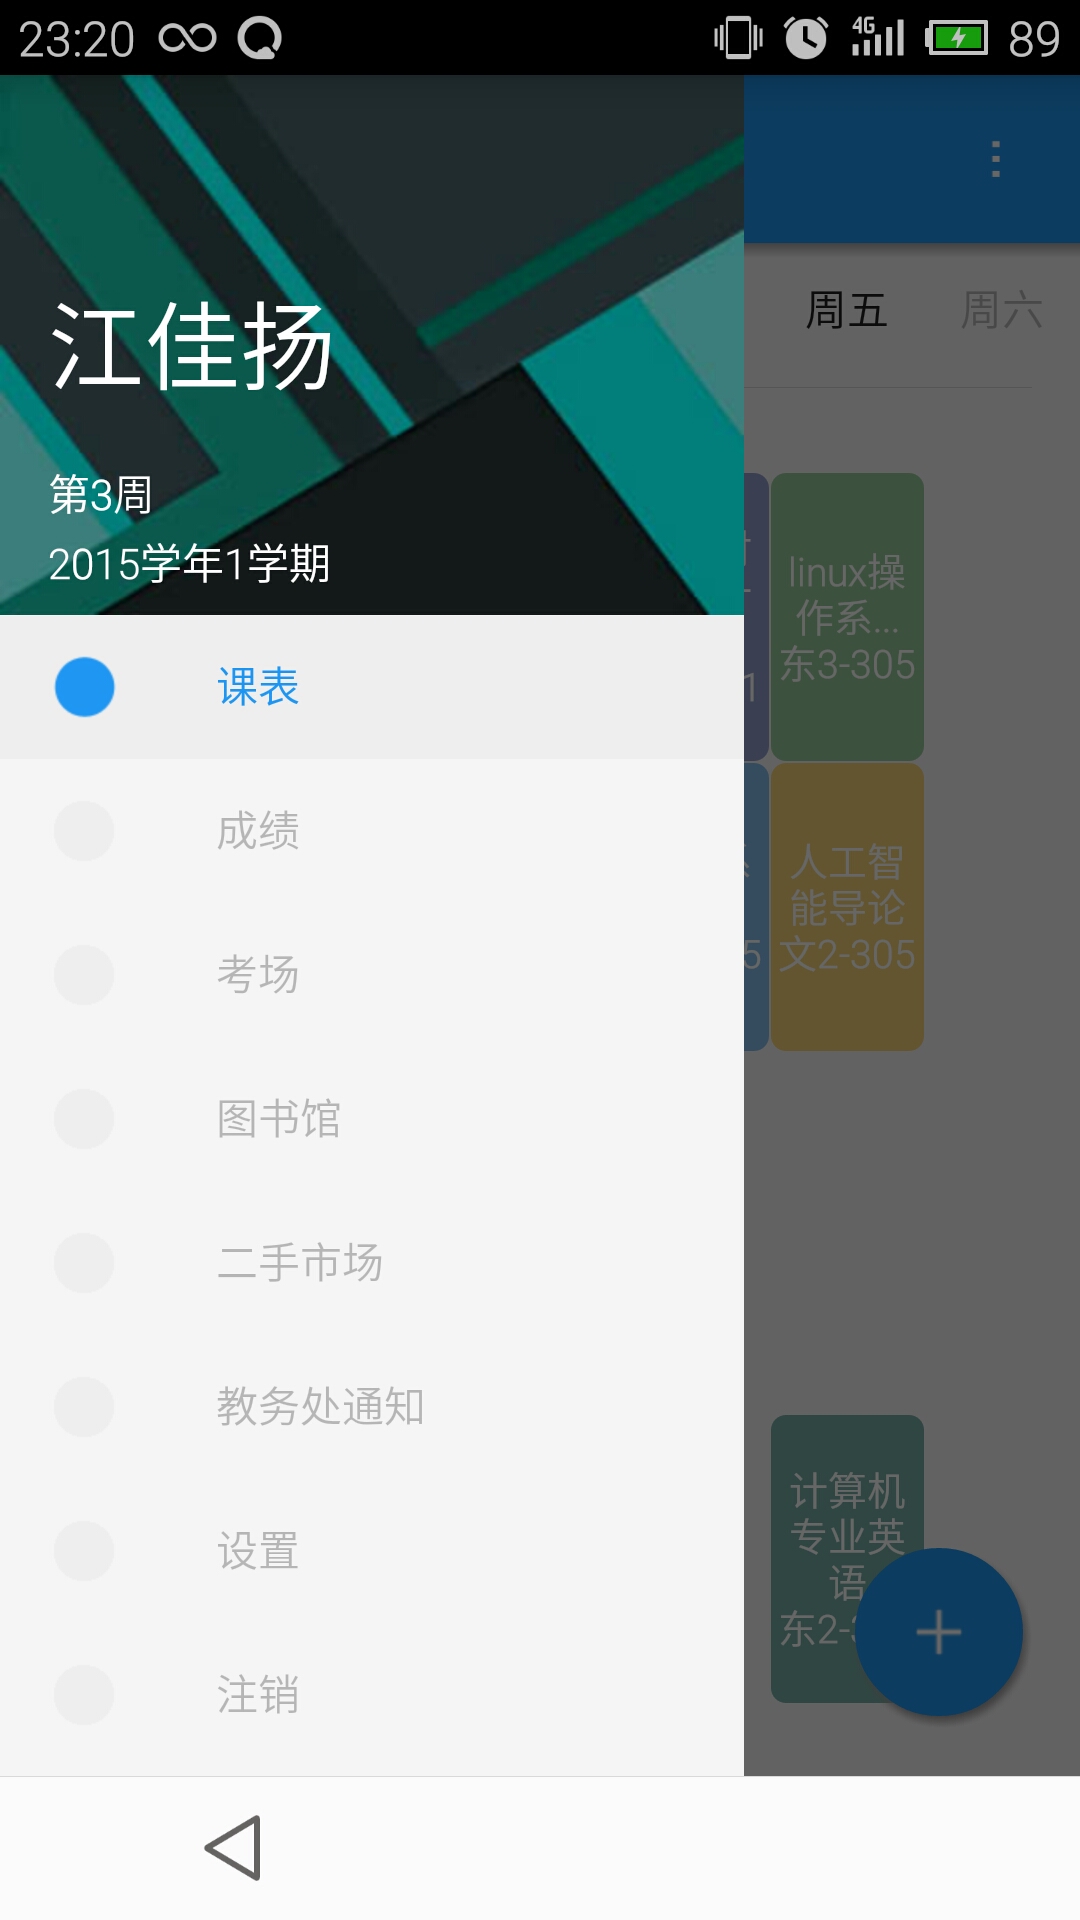 23:20
4G
89
江佳扬
第3周
2015学年1学期
课表
成绩
考场
图书馆
二手市场
教务处通知
设置
注销
周五
周六
linux操
作系...
东3-305
1
人工智
能导论
文2-305
5
计算机
专业英
语
东2-